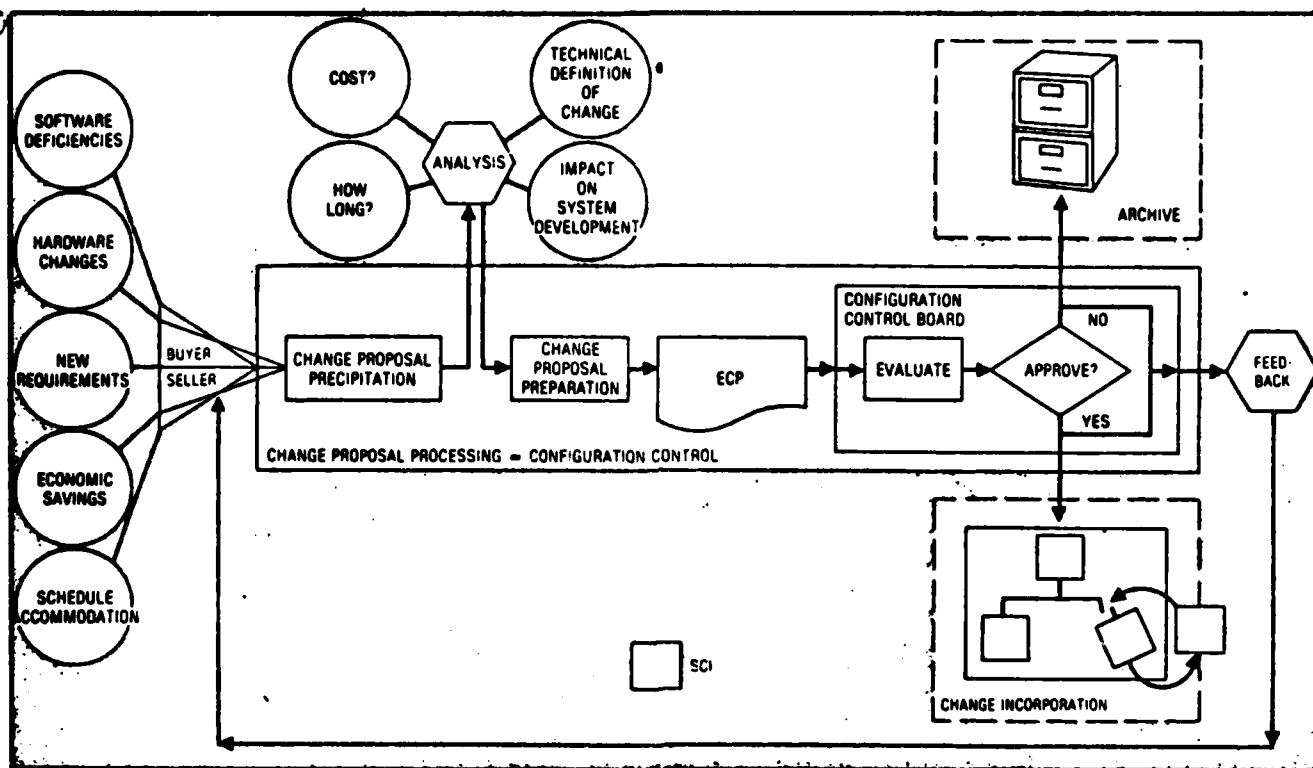 SOFTWARE
DEFICIENCIES
HARDWARE
CHANGES
NEW
REQUIREMENTS
ECONOMIC
SAVINGS
SCHEDULE
ACCOMMODATION
BUYER
SELLER
COST?
HOW
LONG?
ANALYSIS
TECHNICAL
DEFINITION
OF
CHANGE
IMPACT
ON
SYSTEM
DEVELOPMENT
CHANGE PROPOSAL
PRECIPITATION
CHANGE
PROPOSAL
PREPARATION
ECP
CONFIGURATION
CONTROL BOARD
EVALUATE
APPROVE?
NO
YES
CHANGE PROPOSAL PROCESSING = CONFIGURATION CONTROL
ARCHIVE
FEED-
BACK
CHANGE INCORPORATION
SCI